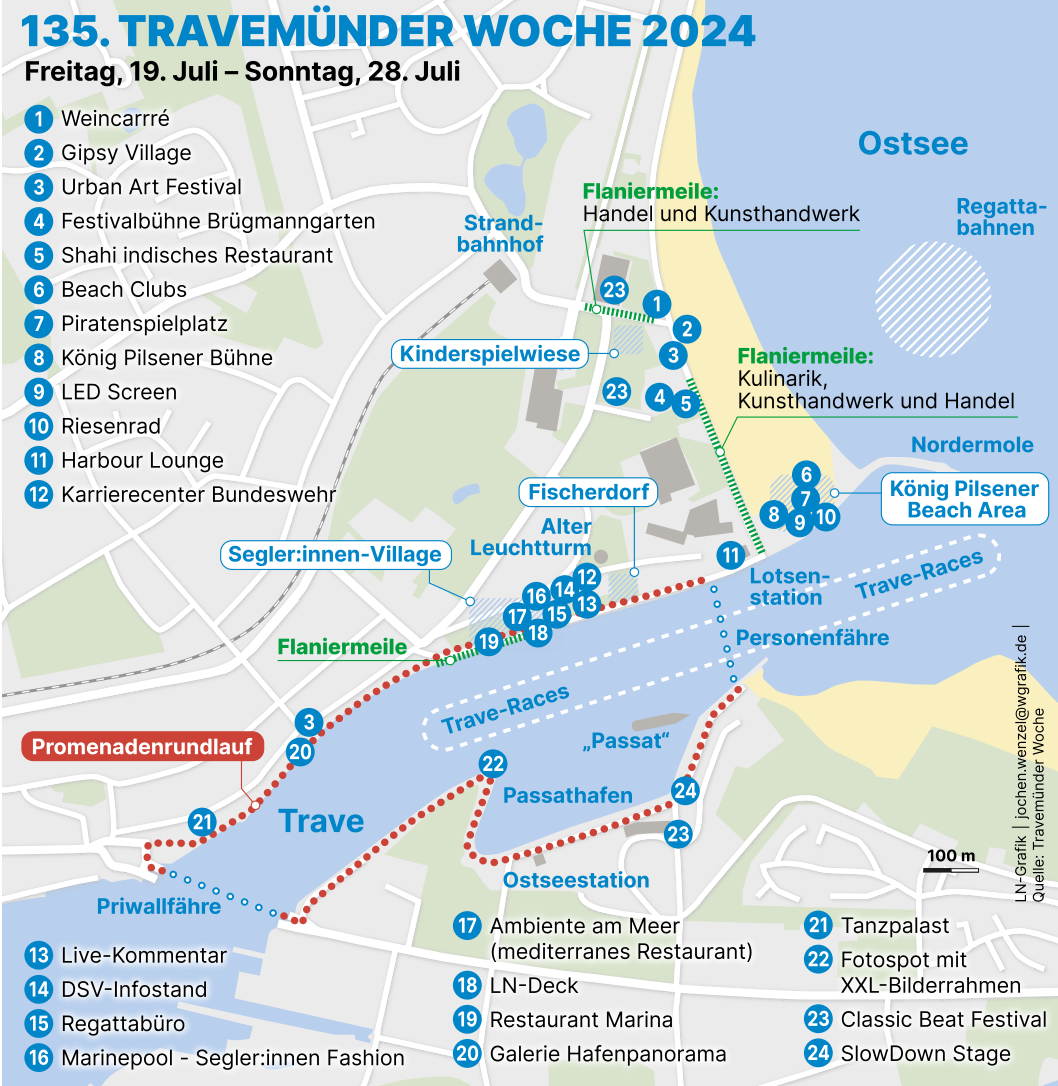 135. TRAVEMÜNDER WOCHE 2024
Freitag, 19. Juli – Sonntag, 28. Juli
1 Weincarrré
2 Gipsy Village
3 Urban Art Festival
4 Festivalbühne Brügmanngarten
5 Shahi indisches Restaurant
6 Beach Clubs
7 Piratenspielplatz
8 König Pilsener Bühne
9 LED Screen
10 Riesenrad
11 Harbour Lounge
12 Karrierecenter Bundeswehr
Ostsee
Regatta-
bahnen
Flaniermeile:
Handel und Kunsthandwerk
Strand-
bahnhof
23
1
2
3
Kinderspielwiese
Flaniermeile:
Kulinarik,
Kunsthandwerk und Handel
23
4
5
Nordermole
6
7
8
9
10
König Pilsener
Beach Area
Fischerdorf
Alter
Leuchtturm
Segler:innen-Village
11
Lotsen-
station
Trave-Races
12
14
16
13
15
17
18
19
Flaniermeile
Personenfähre
Trave-Races
„Passat“
3
20
Promenadenrundlauf
22
Passathafen
24
21
Trave
23
100 m
Ostseestation
Priwallfähre
LN-Grafik | jochen.wenzel@wgrafik.de |
Quelle: Travemünder Woche
13 Live-Kommentar
14 DSV-Infostand
15 Regattabüro
16 Marinepool - Segler:innen Fashion
17 Ambiente am Meer
(mediterranes Restaurant)
18 LN-Deck
19 Restaurant Marina
20 Galerie Hafenpanorama
21 Tanzpalast
22 Fotospot mit
XXL-Bilderrahmen
23 Classic Beat Festival
24 SlowDown Stage